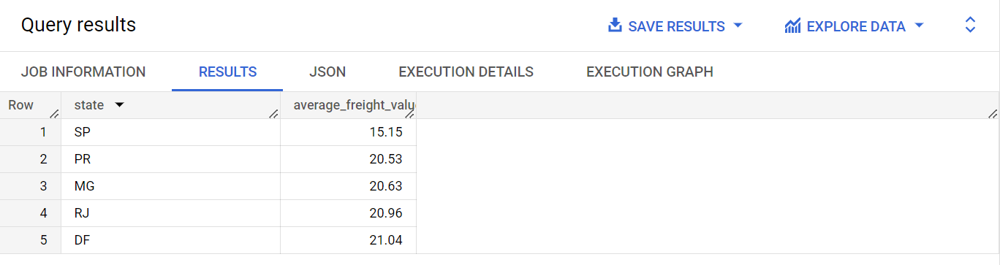 Query results SAVE RESULTS EXPLORE DATA
JOB INFORMATION RESULTS JSON EXECUTION DETAILS EXECUTION GRAPH
Row state average_freight_valu
1 SP 15.15
2 PR 20.53
3 MG 20.63
4 RJ 20.96
5 DF 21.04